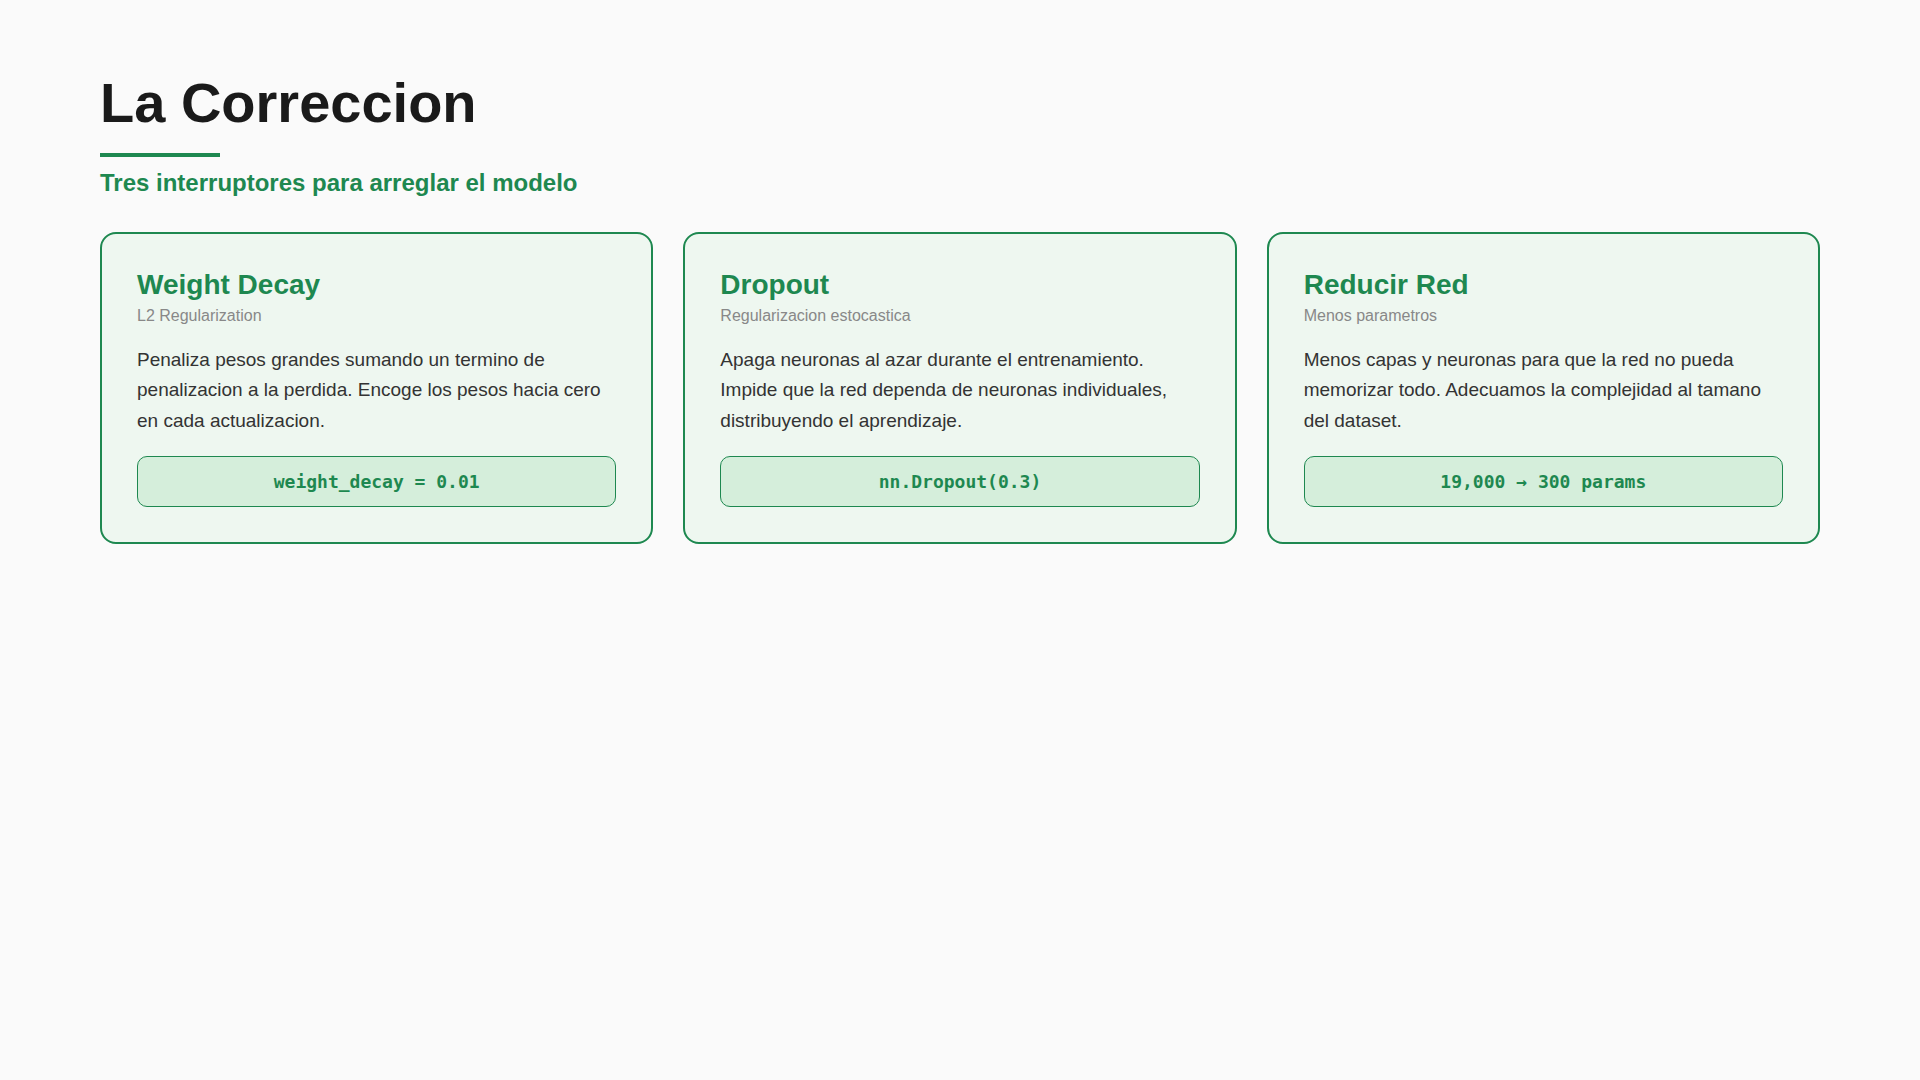 La Correccion
Tres interruptores para arreglar el modelo
Weight Decay
L2 Regularization
Penaliza pesos grandes sumando un termino de
penalizacion a la perdida. Encoge los pesos hacia cero
en cada actualizacion.
weight_decay = 0.01
Dropout
Regularizacion estocastica
Apaga neuronas al azar durante el entrenamiento.
Impide que la red dependa de neuronas individuales,
distribuyendo el aprendizaje.
nn.Dropout(0.3)
Reducir Red
Menos parametros
Menos capas y neuronas para que la red no pueda
memorizar todo. Adecuamos la complejidad al tamano
del dataset.
19,000 → 300 params